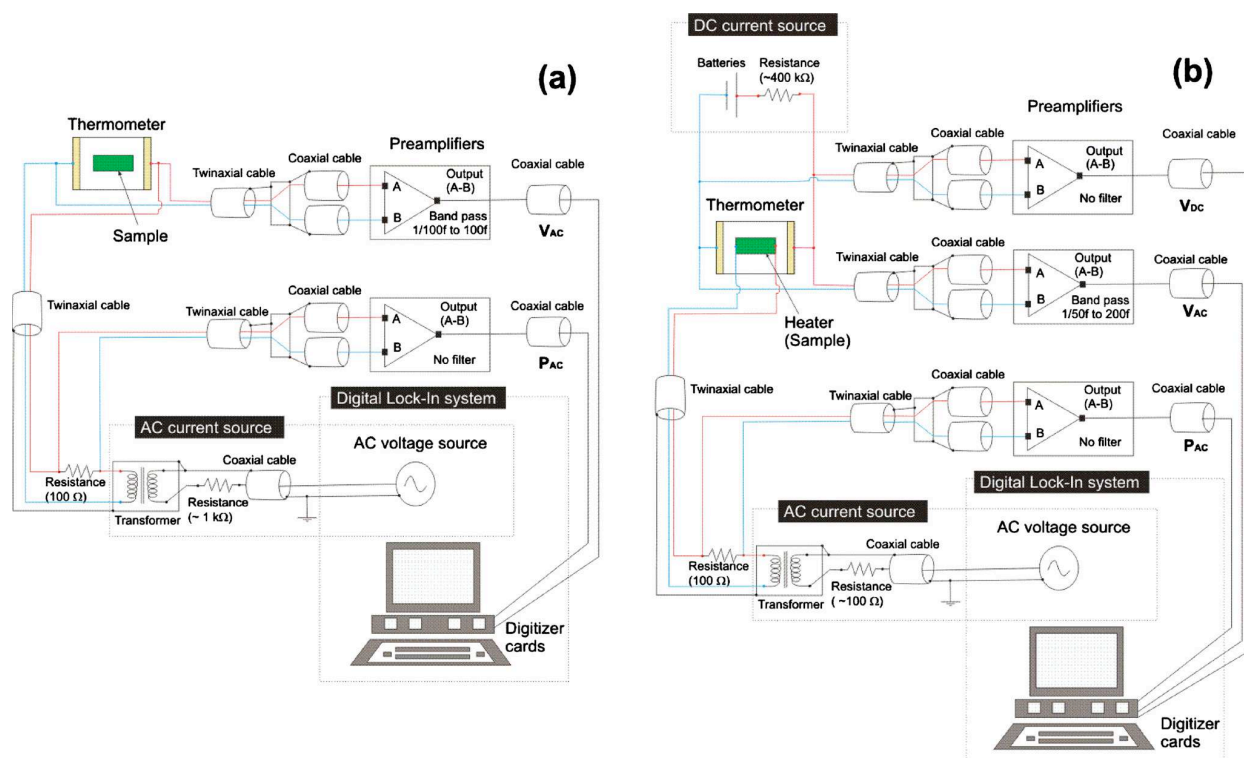 (a)
Thermometer
Sample
Twinaxial cable
Coaxial cable
Preamplifiers
A
B
Output
(A-B)
Band pass
1/100f to 100f
Coaxial cable
VAC
Twinaxial cable
Twinaxial cable
Coaxial cable
A
B
Output
(A-B)
No filter
Coaxial cable
PAC
Digital Lock-In system
AC current source
AC voltage source
Coaxial cable
Resistance
(100 Ω)
Transformer
Resistance
(~ 1 kΩ)
Digitizer
cards
DC current source
Batteries
Resistance
(~400 kΩ)
(b)
Preamplifiers
Twinaxial cable
Coaxial cable
A
B
Output
(A-B)
No filter
Coaxial cable
VDC
Thermometer
Heater
(Sample)
Twinaxial cable
Coaxial cable
A
B
Output
(A-B)
Band pass
1/50f to 200f
Coaxial cable
VAC
Twinaxial cable
Twinaxial cable
Coaxial cable
A
B
Output
(A-B)
No filter
Coaxial cable
PAC
Digital Lock-In system
AC current source
AC voltage source
Coaxial cable
Resistance
(100 Ω)
Transformer
Resistance
( ~100 Ω)
Digitizer
cards